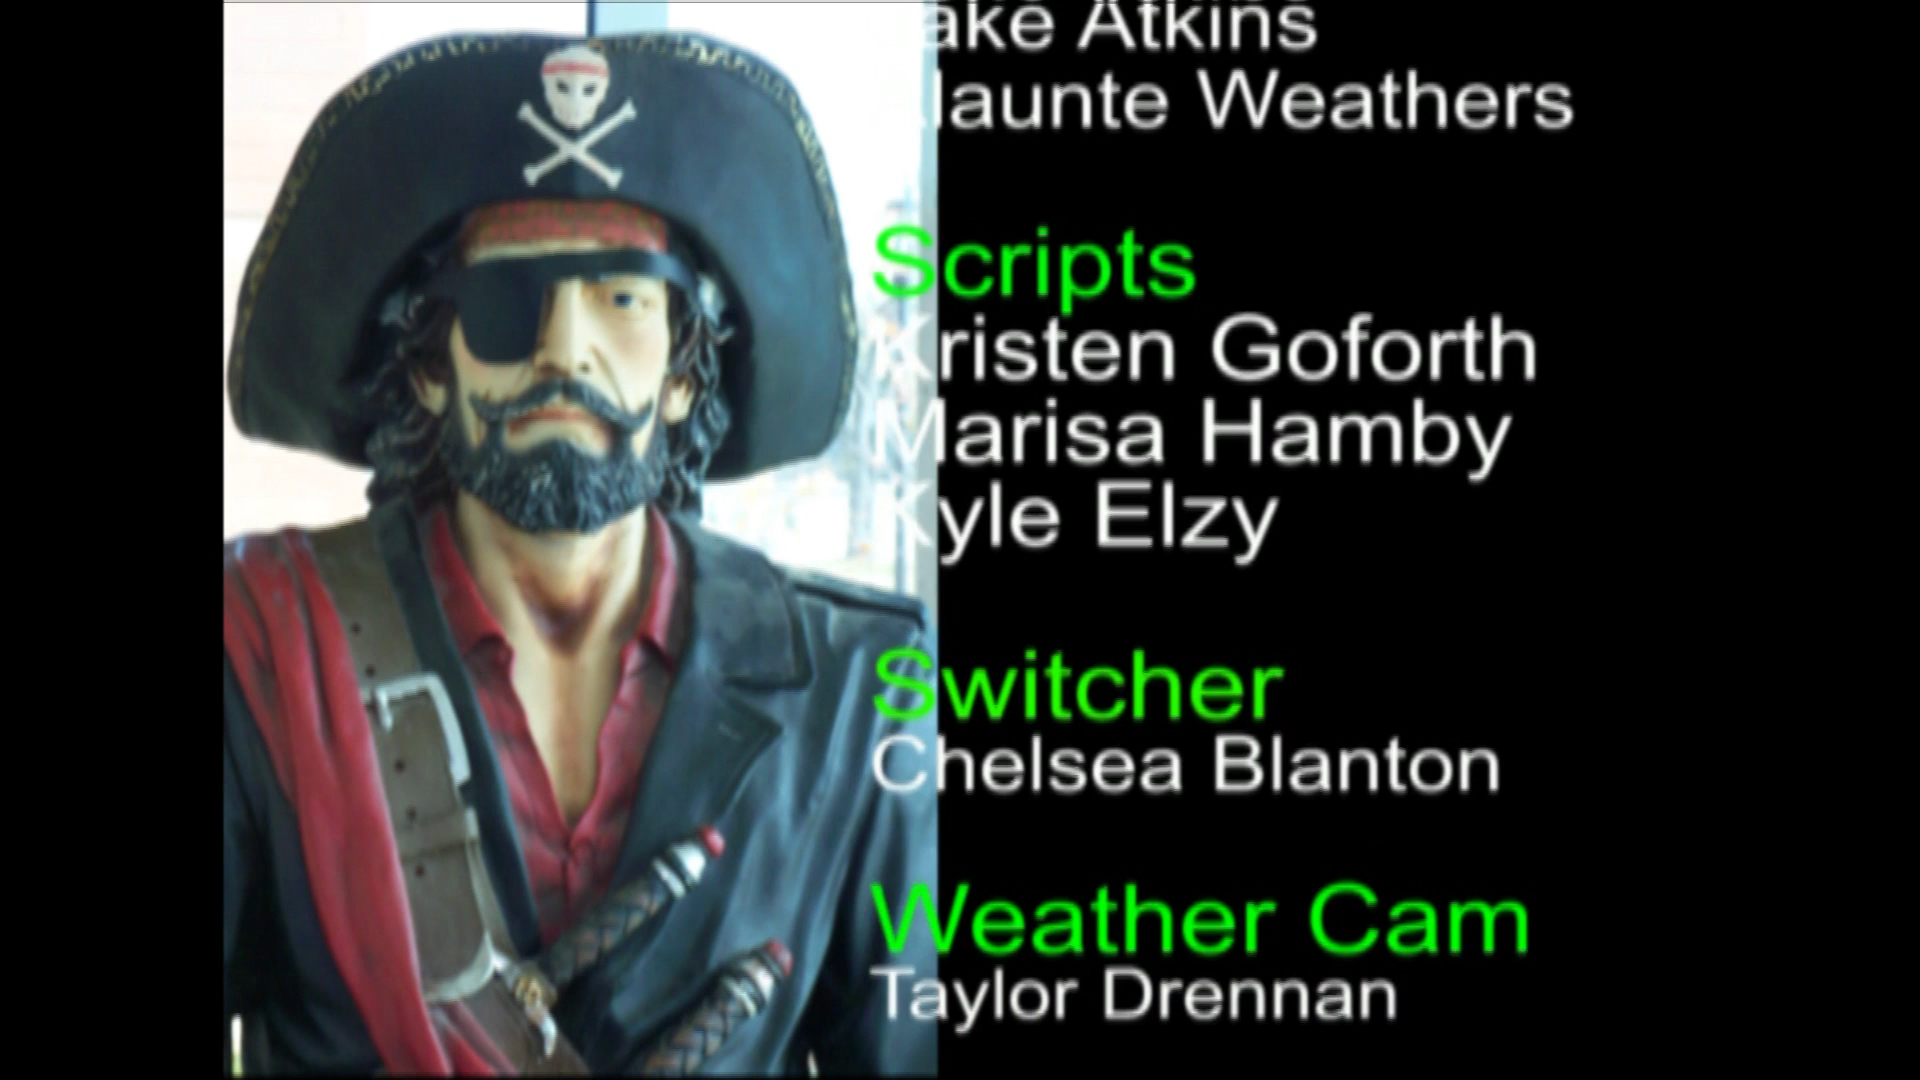 Atkins
Weathers
Scripts
Kristen Goforth
Marisa Hamby
Kyle Elzy
Switcher
Chelsea Blanton
Weather Cam
Taylor Drennan